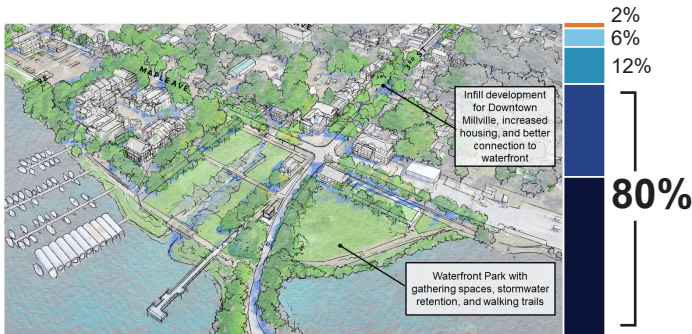 2%
6%
12%
80%
MAPLE AVE
Infill development
for Downtown
Millville, increased
housing, and better
connection to
waterfront
Waterfront Park with
gathering spaces, stormwater
retention, and walking trails